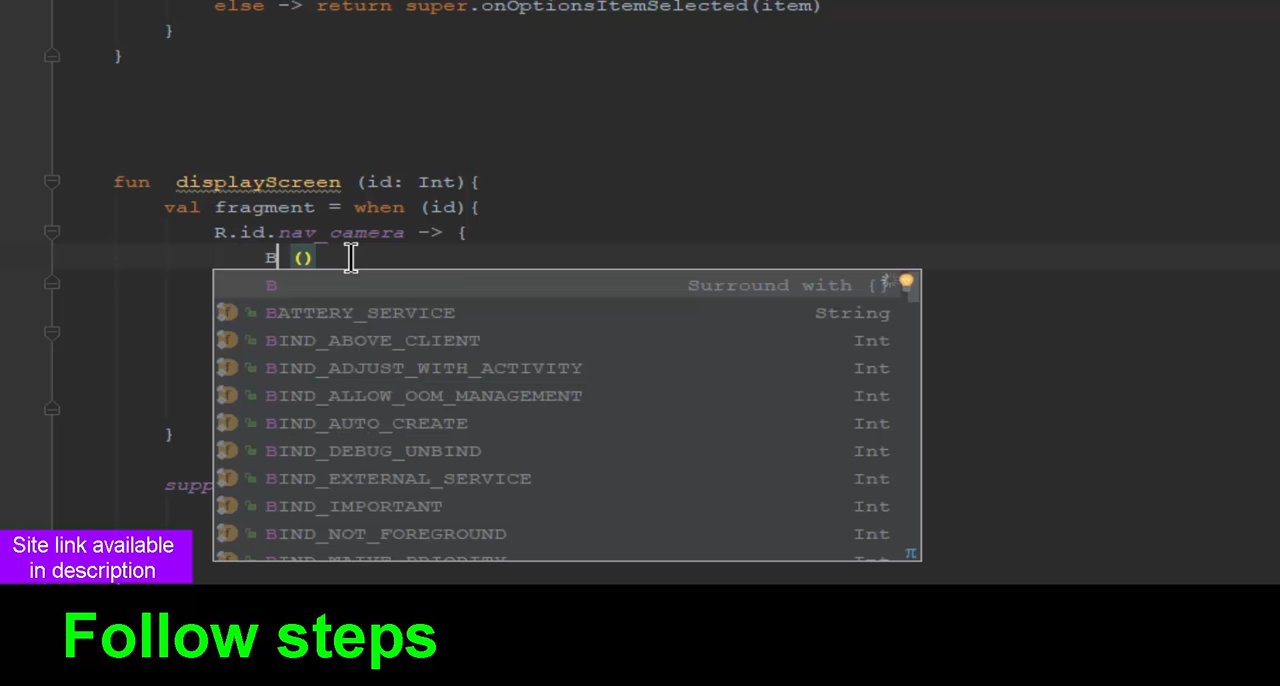 else -> return super.onOptionsItemSelected(item)
}
}
fun displayScreen (id: Int){
val fragment = when (id){
R.id.nav_camera -> {
B ()
B Surround with {}
BATTERY_SERVICE String
BIND_ABOVE_CLIENT Int
BIND_ADJUST_WITH_ACTIVITY Int
BIND_ALLOW_OOM_MANAGEMENT Int
BIND_AUTO_CREATE Int
}
BIND_DEBUG_UNBIND Int
BIND_EXTERNAL_SERVICE Int
supp
BIND_IMPORTANT Int
BIND_NOT_FOREGROUND Int
BIND_WAIVE_PRIORITY Int
π
Site link available
in description
Follow steps